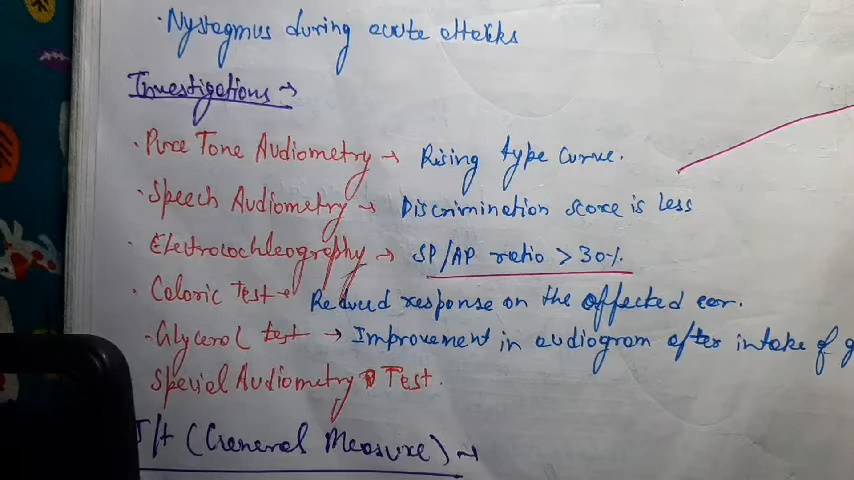 · Nystagmus during acute attacks
Investigations →
· Pure Tone Audiometry → Rising type curve.
· Speech Audiometry → Discrimination score is less
· Electrocochleography → SP/AP ratio > 30%.
· Caloric test → Reduced response on the affected ear.
· Glycerol test → Improvement in audiogram after intake of g
Special Audiometry Test.
T/t (General Measure) →